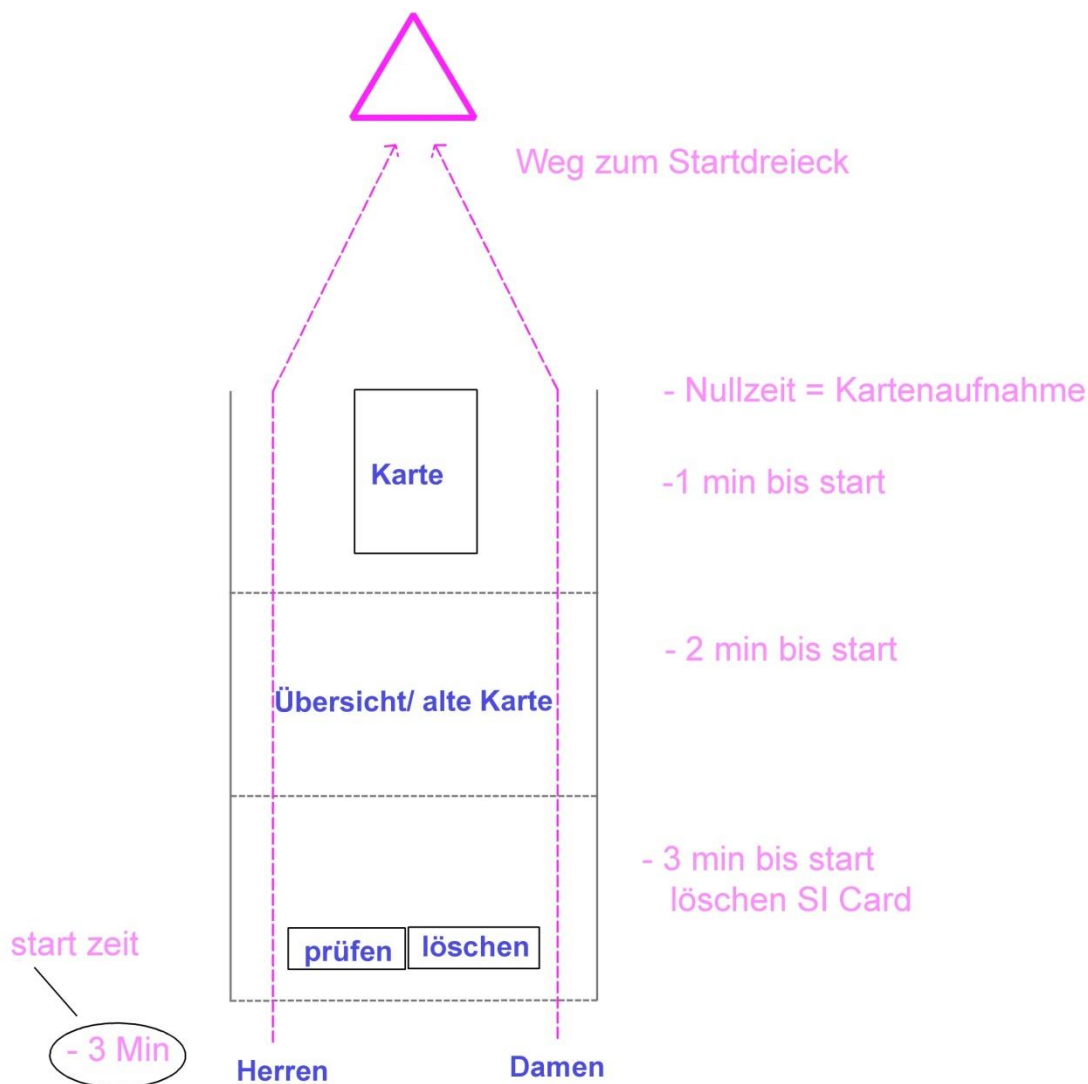 Weg zum Startdreieck
- Nullzeit = Kartenaufnahme
Karte
-1 min bis start
- 2 min bis start
Übersicht/ alte Karte
- 3 min bis start
löschen SI Card
prüfen
löschen
start zeit
- 3 Min
Herren
Damen